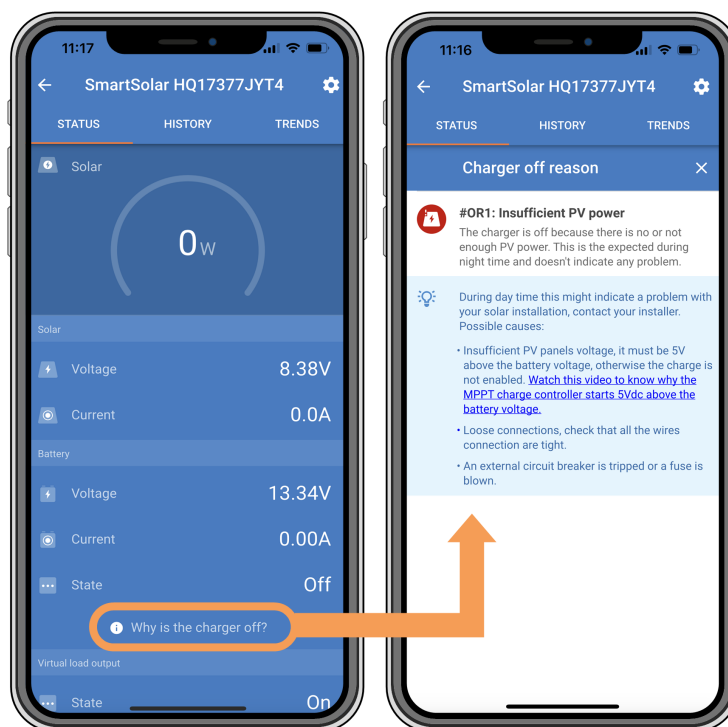 11:17
SmartSolar HQ17377JYT4
STATUS HISTORY TRENDS
Solar
0W
Solar
Voltage 8.38V
Current 0.0A
Battery
Voltage 13.34V
Current 0.00A
State Off
Why is the charger off?
Virtual load output
State On
11:16
SmartSolar HQ17377JYT4
STATUS HISTORY TRENDS
Charger off reason
#OR1: Insufficient PV power
The charger is off because there is no or not
enough PV power. This is the expected during
night time and doesn't indicate any problem.
During day time this might indicate a problem with
your solar installation, contact your installer.
Possible causes:
• Insufficient PV panels voltage, it must be 5V
above the battery voltage, otherwise the charge is
not enabled. Watch this video to know why the
MPPT charge controller starts 5Vdc above the
battery voltage.
• Loose connections, check that all the wires
connection are tight.
• An external circuit breaker is tripped or a fuse is
blown.